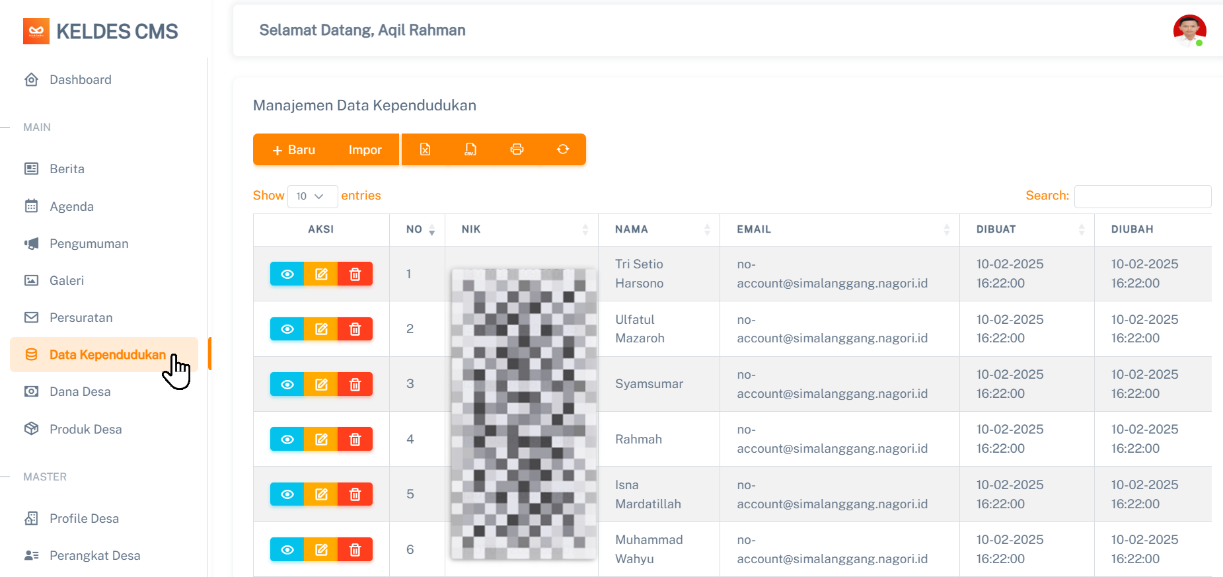 KELDES CMS
Selamat Datang, Aqil Rahman
Dashboard
MAIN
Berita
Agenda
Pengumuman
Galeri
Persuratan
Data Kependudukan
Dana Desa
Produk Desa
MASTER
Profile Desa
Perangkat Desa
Manajemen Data Kependudukan
+ Baru Impor
Show 10 entries Search:
AKSI NO NIK NAMA EMAIL DIBUAT DIUBAH
1 Tri Setio no- 10-02-2025 10-02-2025
Harsono account@simalanggang.nagori.id 16:22:00 16:22:00
2 Ulfatul no- 10-02-2025 10-02-2025
Mazaroh account@simalanggang.nagori.id 16:22:00 16:22:00
3 Syamsumar no- 10-02-2025 10-02-2025
account@simalanggang.nagori.id 16:22:00 16:22:00
4 Rahmah no- 10-02-2025 10-02-2025
account@simalanggang.nagori.id 16:22:00 16:22:00
5 Isna no- 10-02-2025 10-02-2025
Mardatillah account@simalanggang.nagori.id 16:22:00 16:22:00
6 Muhammad no- 10-02-2025 10-02-2025
Wahyu account@simalanggang.nagori.id 16:22:00 16:22:00